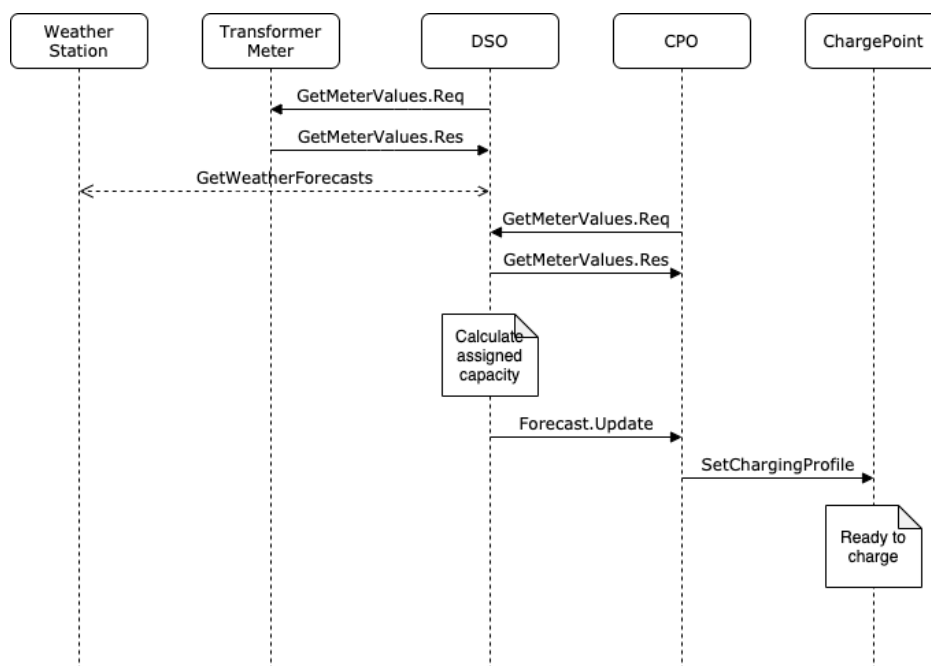 Weather
Station
Transformer
Meter
DSO
CPO
ChargePoint
GetMeterValues.Req
GetMeterValues.Res
GetWeatherForecasts
GetMeterValues.Req
GetMeterValues.Res
Calculate
assigned
capacity
Forecast.Update
SetChargingProfile
Ready to
charge